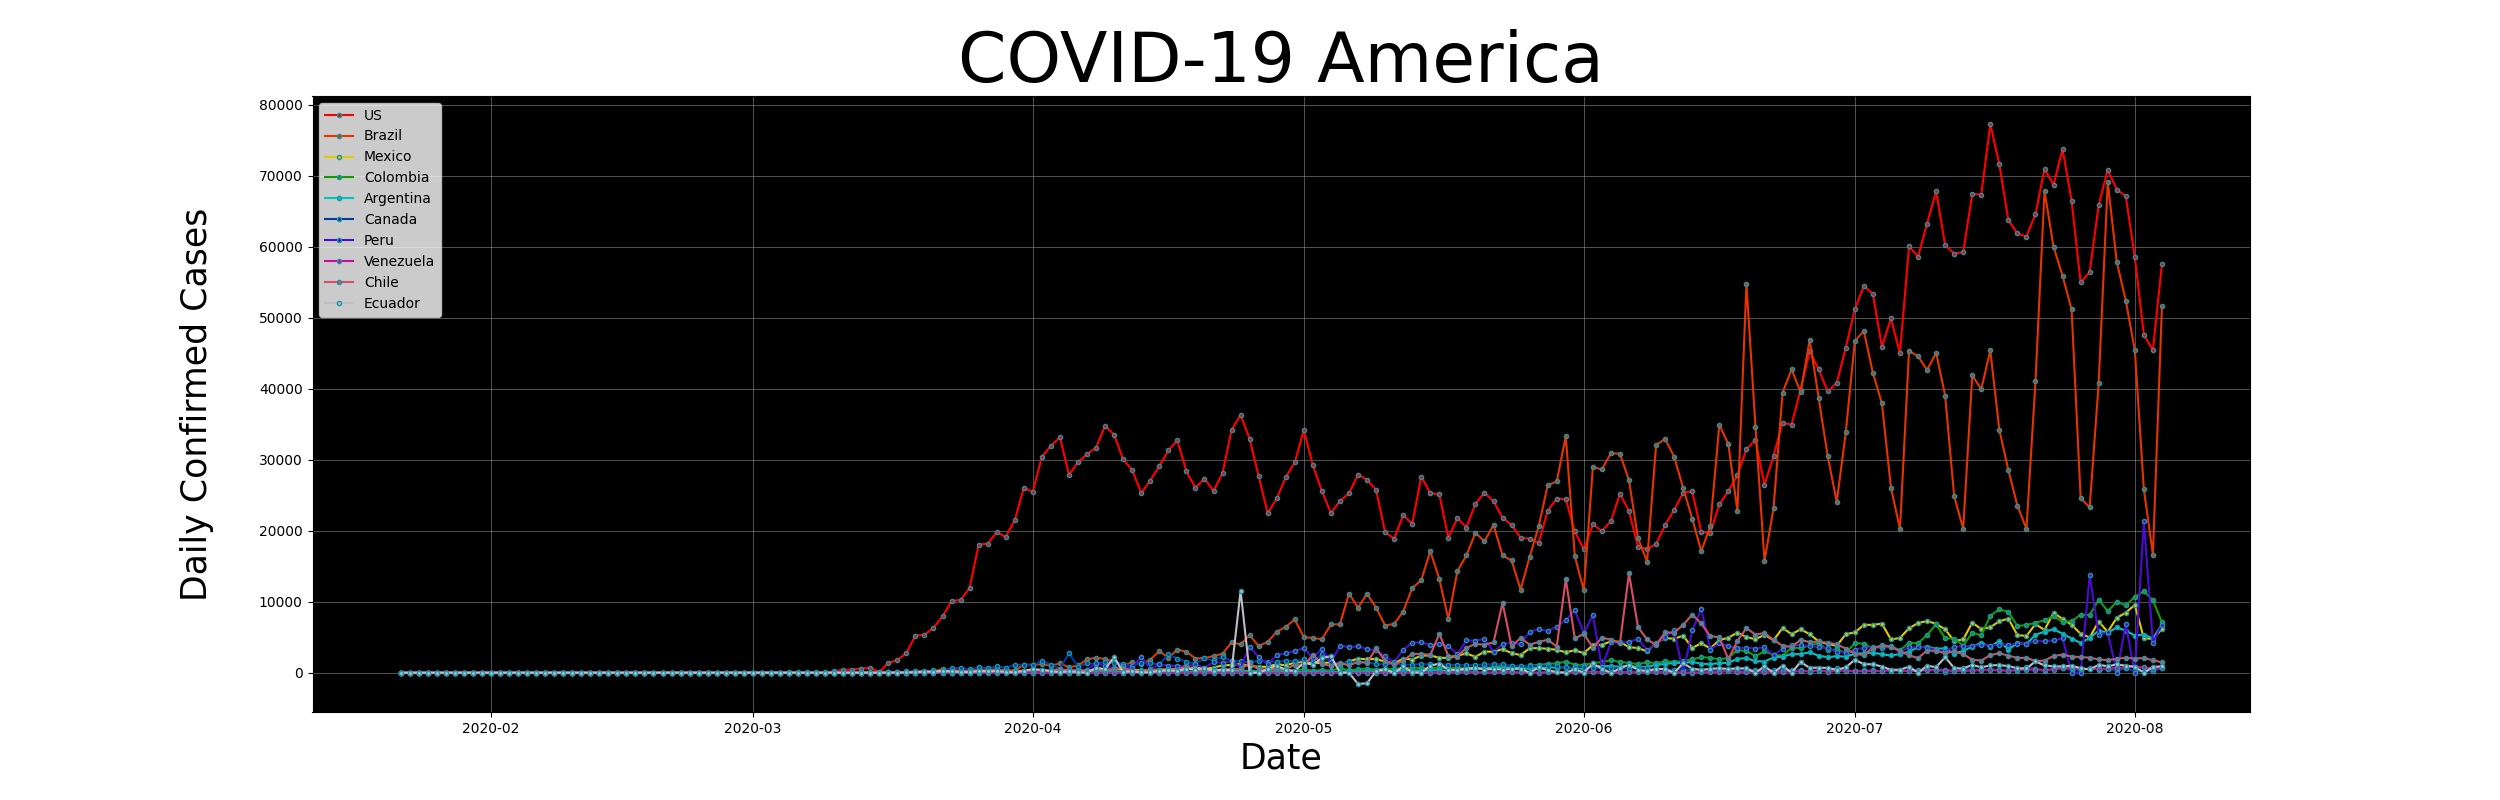 COVID-19 America
Daily Confirmed Cases
80000
70000
60000
50000
40000
30000
20000
10000
0
US
Brazil
Mexico
Colombia
Argentina
Canada
Peru
Venezuela
Chile
Ecuador
2020-02 2020-03 2020-04 2020-05 2020-06 2020-07 2020-08
Date